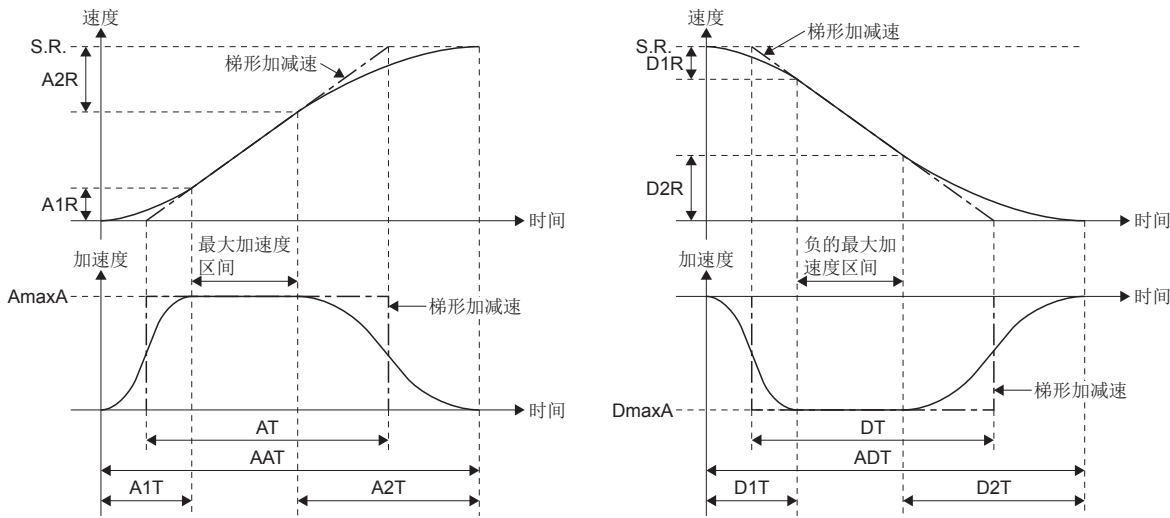 速度
S.R.
A2R
A1R
梯形加减速
时间
加速度
最大加速度
区间
AmaxA
梯形加减速
时间
AT
AAT
A1T
A2T
速度
S.R.
D1R
D2R
梯形加减速
时间
加速度
负的最大加
速度区间
时间
梯形加减速
DmaxA
DT
ADT
D1T
D2T